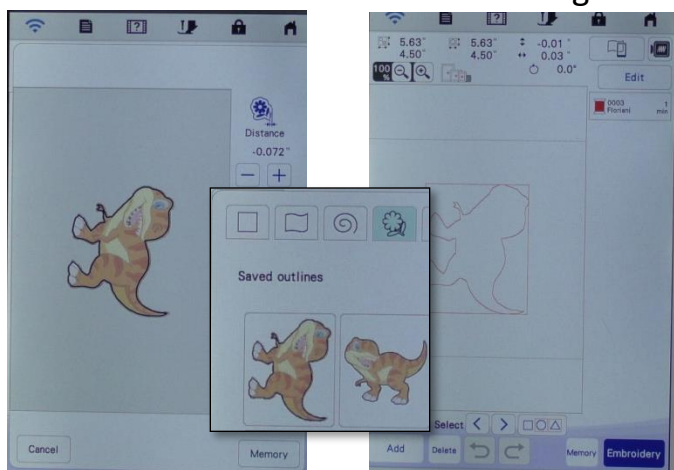 Distance
-0.072"
Cancel
Memory
Saved outlines
5.63"
4.50"
5.63"
4.50"
-0.01 "
0.03 "
0.0°
100
%
Edit
0003
Floriani
1
min
Select
Add
Delete
Memory
Embroidery